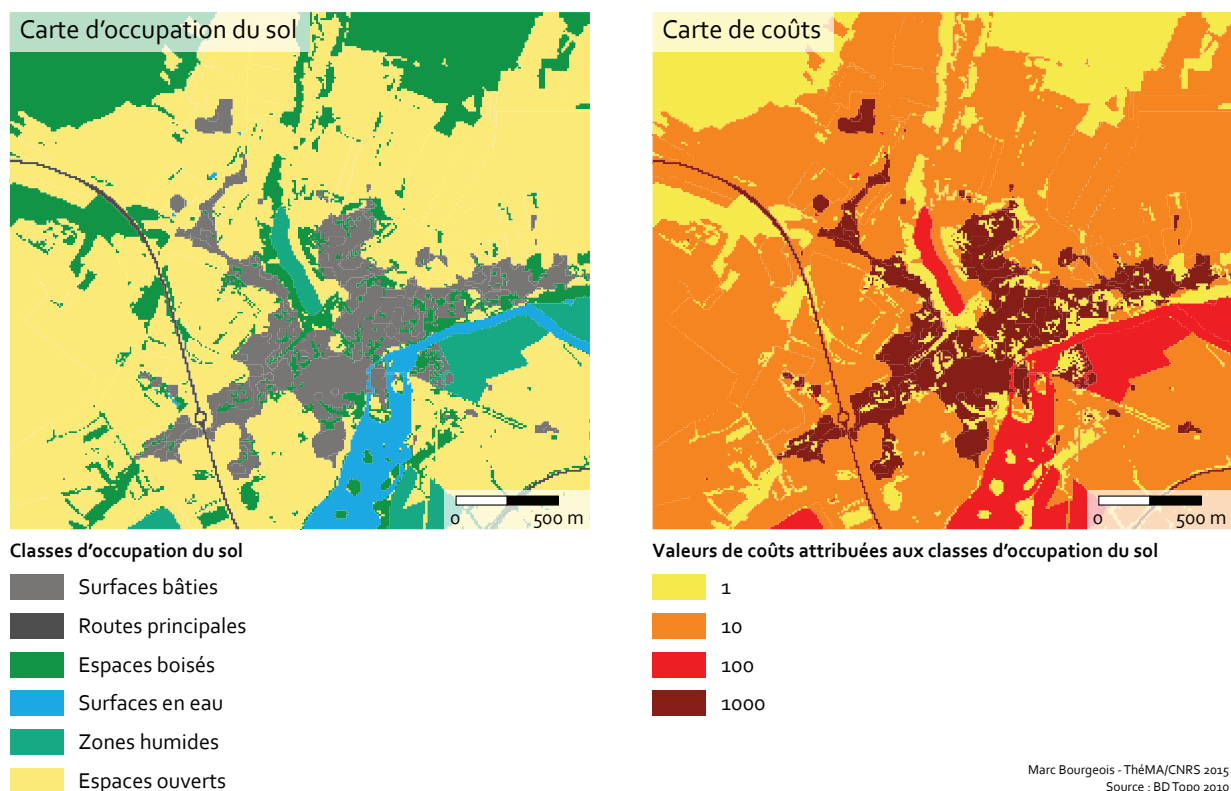 Carte d'occupation du sol
0 500 m
Classes d'occupation du sol
Surfaces bâties
Routes principales
Espaces boisés
Surfaces en eau
Zones humides
Espaces ouverts
Carte de coûts
0 500 m
Valeurs de coûts attribuées aux classes d'occupation du sol
1
10
100
1000
Marc Bourgeois - ThéMA/CNRS 2015
Source : BD Topo 2010